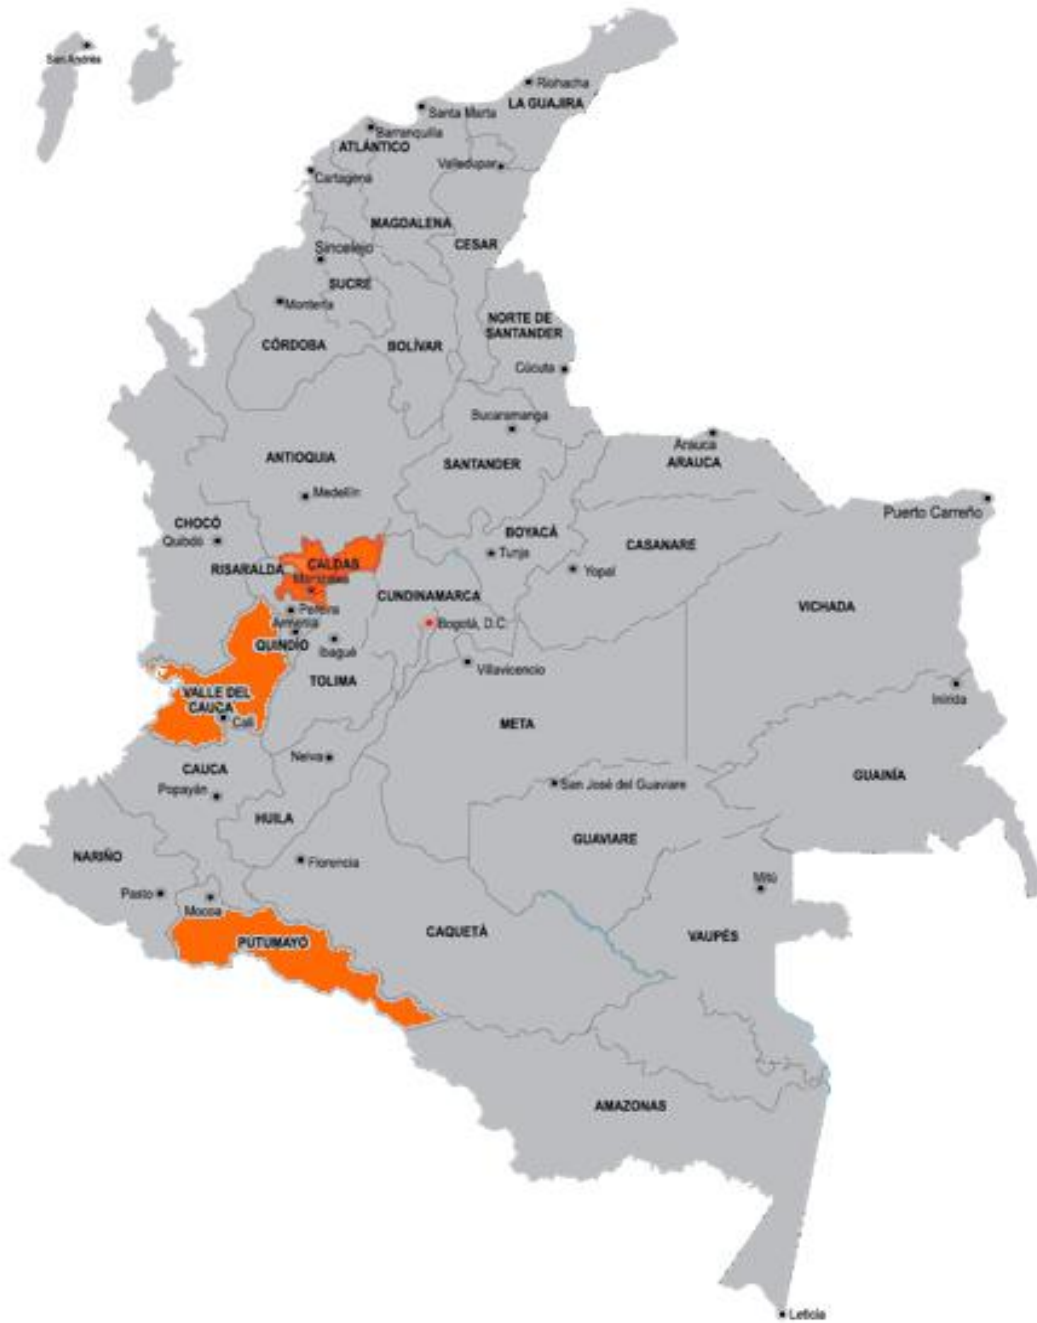 San Andrés
Riohacha
LA GUAJIRA
Santa Marta
Barranquilla
ATLÁNTICO
Valledupar
Cartagena
MAGDALENA
CESAR
Sincelejo
SUCRE
Montería
NORTE DE
SANTANDER
CÓRDOBA
BOLÍVAR
Cúcuta
Bucaramanga
Arauca
ARAUCA
ANTIOQUIA
SANTANDER
Medellín
Puerto Carreño
CHOCÓ
Quibdó
BOYACÁ
Tunja
CASANARE
Yopal
RISARALDA
CALDAS
Manizales
CUNDINAMARCA
VICHADA
Pereira
Armenia
Bogotá, D.C.
QUINDÍO
Ibagué
Villavicencio
TOLIMA
VALLE DEL
CAUCA
Cali
Inirida
META
Neiva
CAUCA
Popayán
San José del Guaviare
GUAINÍA
HUILA
GUAVIARE
NARIÑO
Florencia
Pasto
Mocoa
Mitú
PUTUMAYO
CAQUETÁ
VAUPÉS
AMAZONAS
Leticia